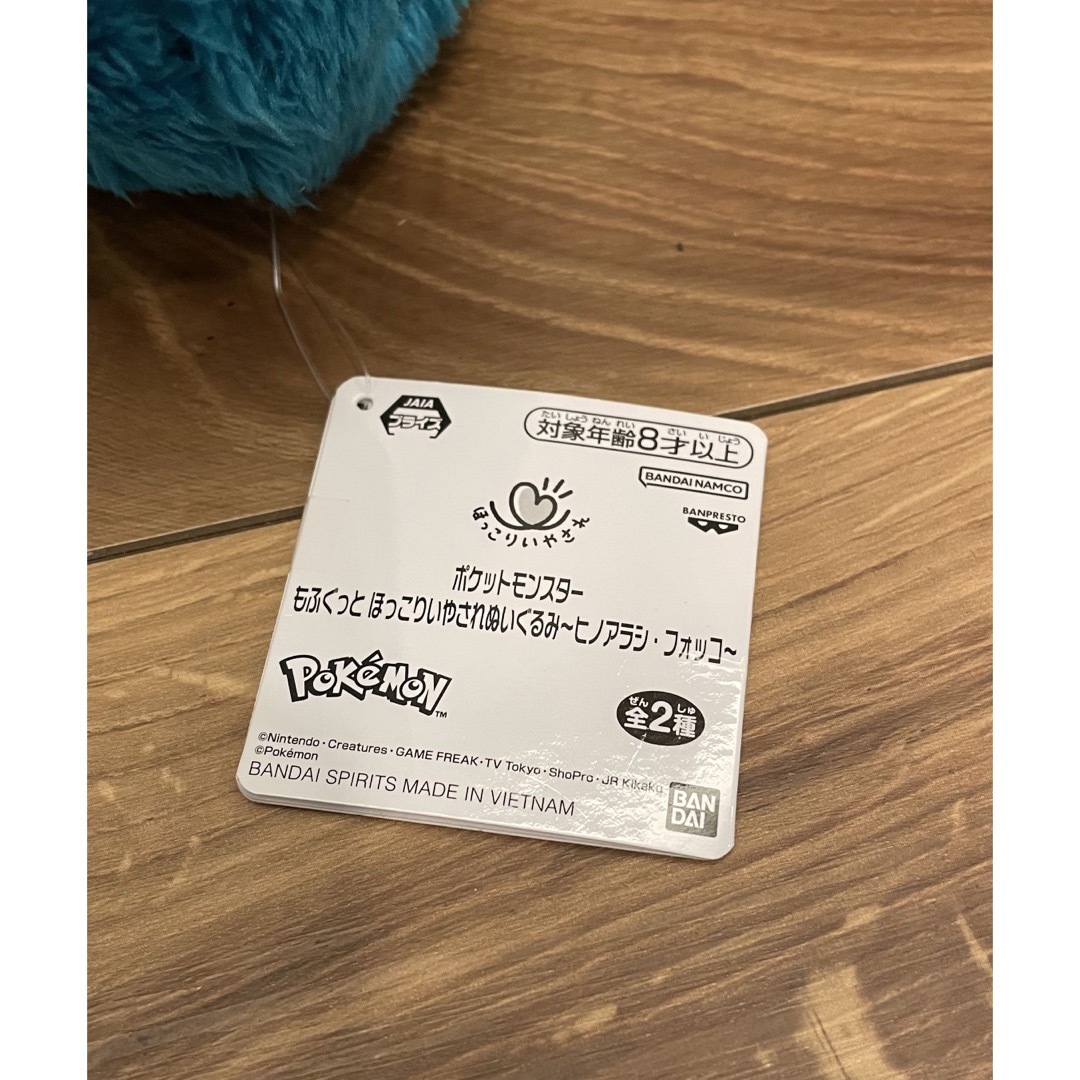 JAIA
プライズ
たいしょうねんれい さい いじょう
対象年齢8才以上
BANDAI NAMCO
BANPRESTO
ほっこりいやされ
ポケットモンスター
もふぐっと ほっこりいやされぬいぐるみ~ヒノアラシ・フォッコ~
POKéMON™
ぜん しゅ
全2種
©Nintendo・Creatures・GAME FREAK・TV Tokyo・ShoPro・JR Kikaku
©Pokémon
BANDAI SPIRITS MADE IN VIETNAM
BAN
DAI